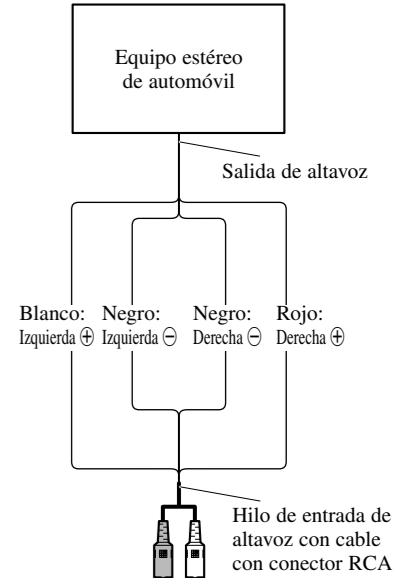 Equipo estéreo
de automóvil
Salida de altavoz
Blanco: Negro: Negro: Rojo:
Izquierda ⊕ Izquierda ⊖ Derecha ⊖ Derecha ⊕
Hilo de entrada de
altavoz con cable
con conector RCA